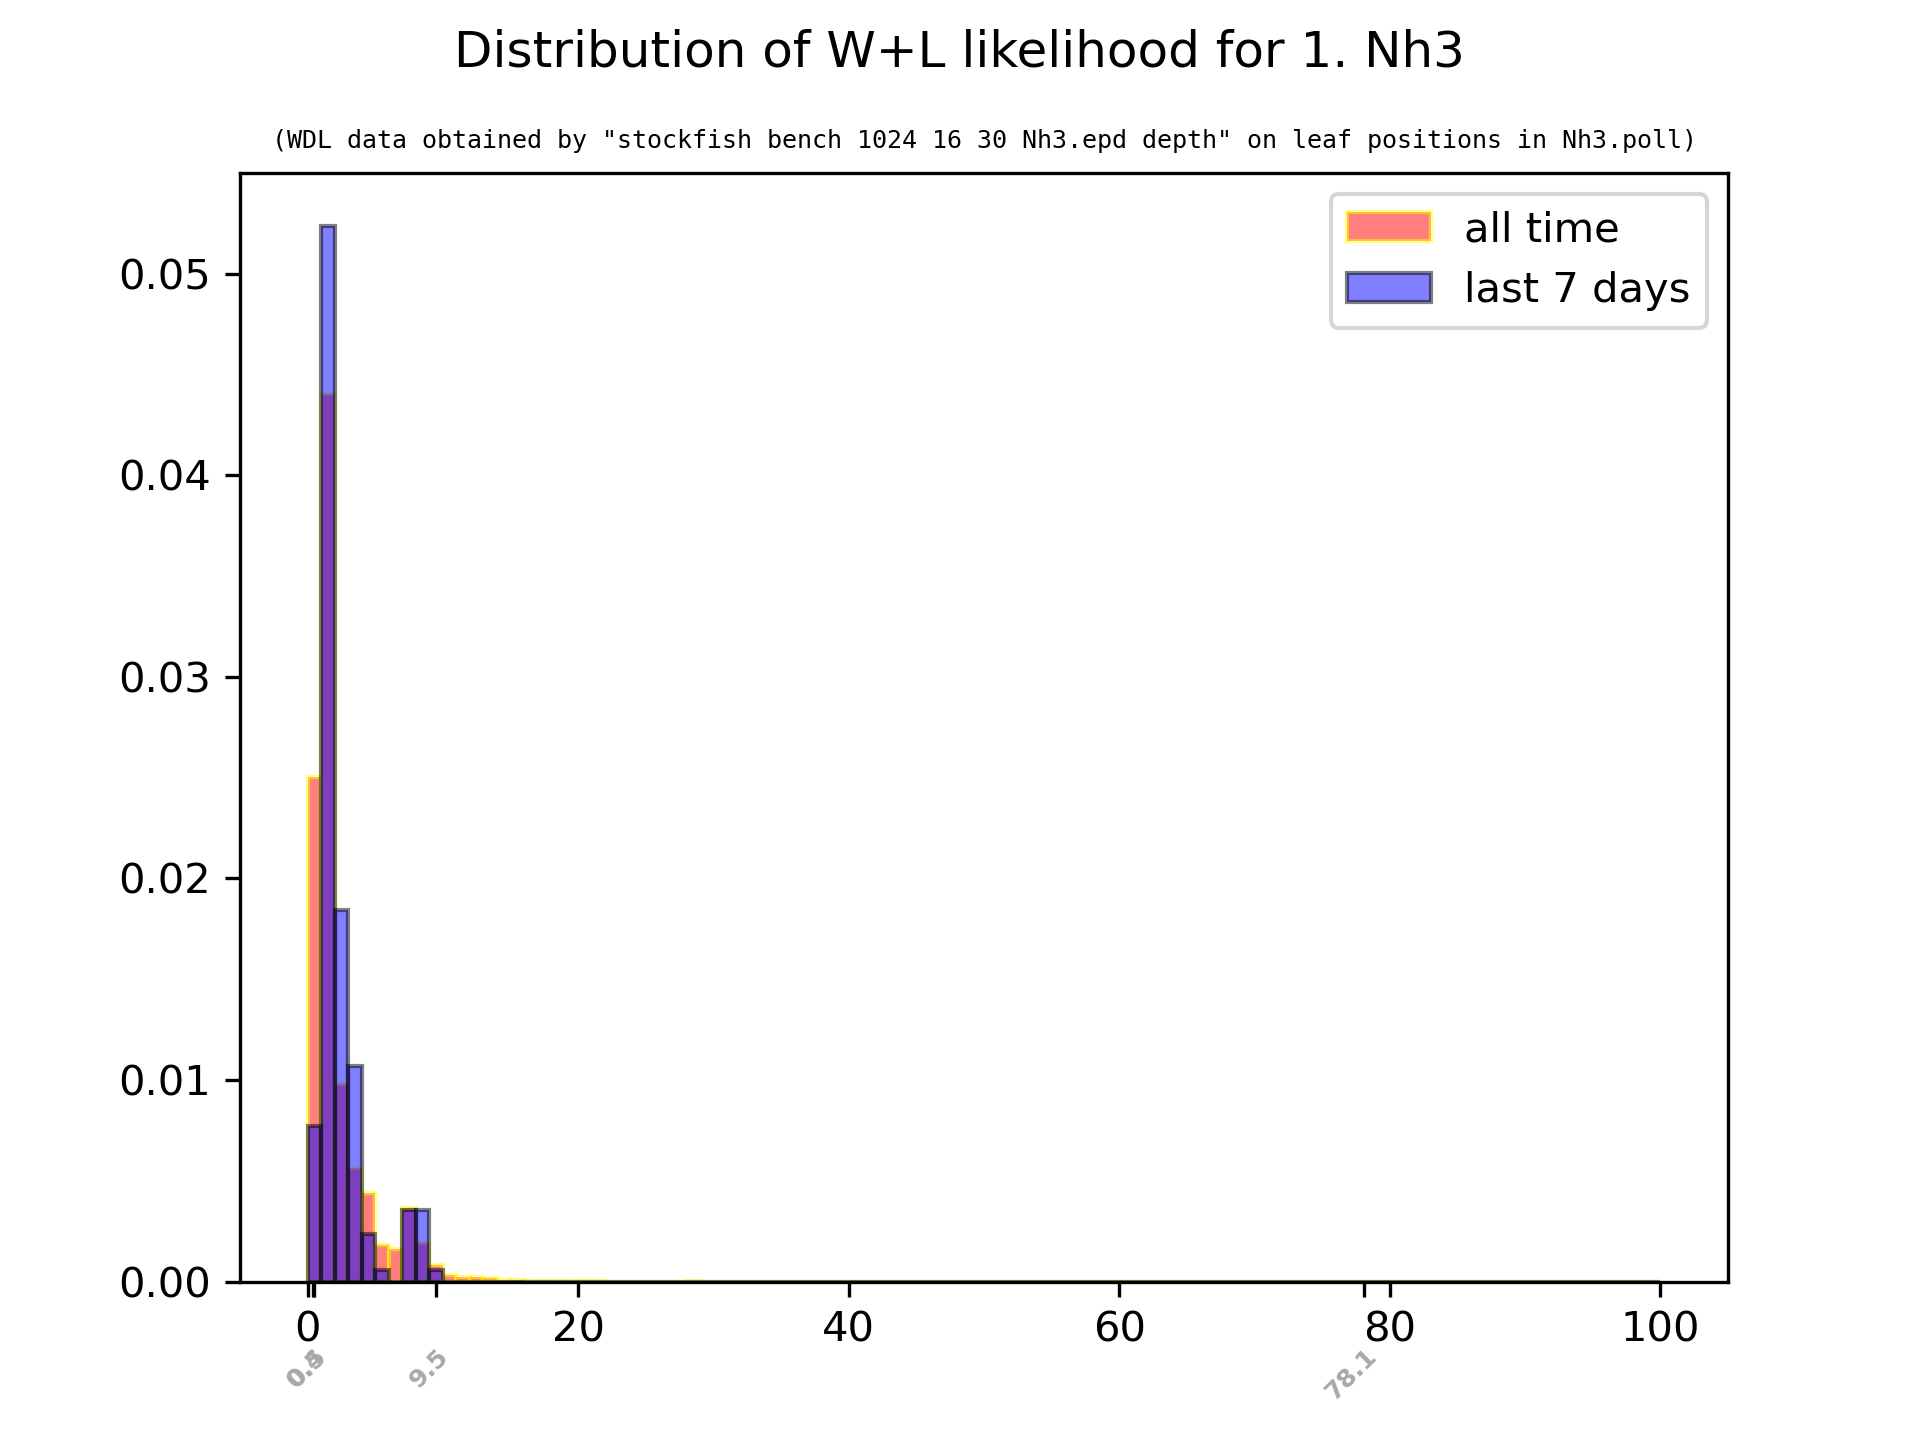 Distribution of W+L likelihood for 1. Nh3
(WDL data obtained by "stockfish bench 1024 16 30 Nh3.epd depth" on leaf positions in Nh3.poll)
all time
last 7 days
0.05
0.04
0.03
0.02
0.01
0.00
0 20 40 60 80 100
9.5 78.1